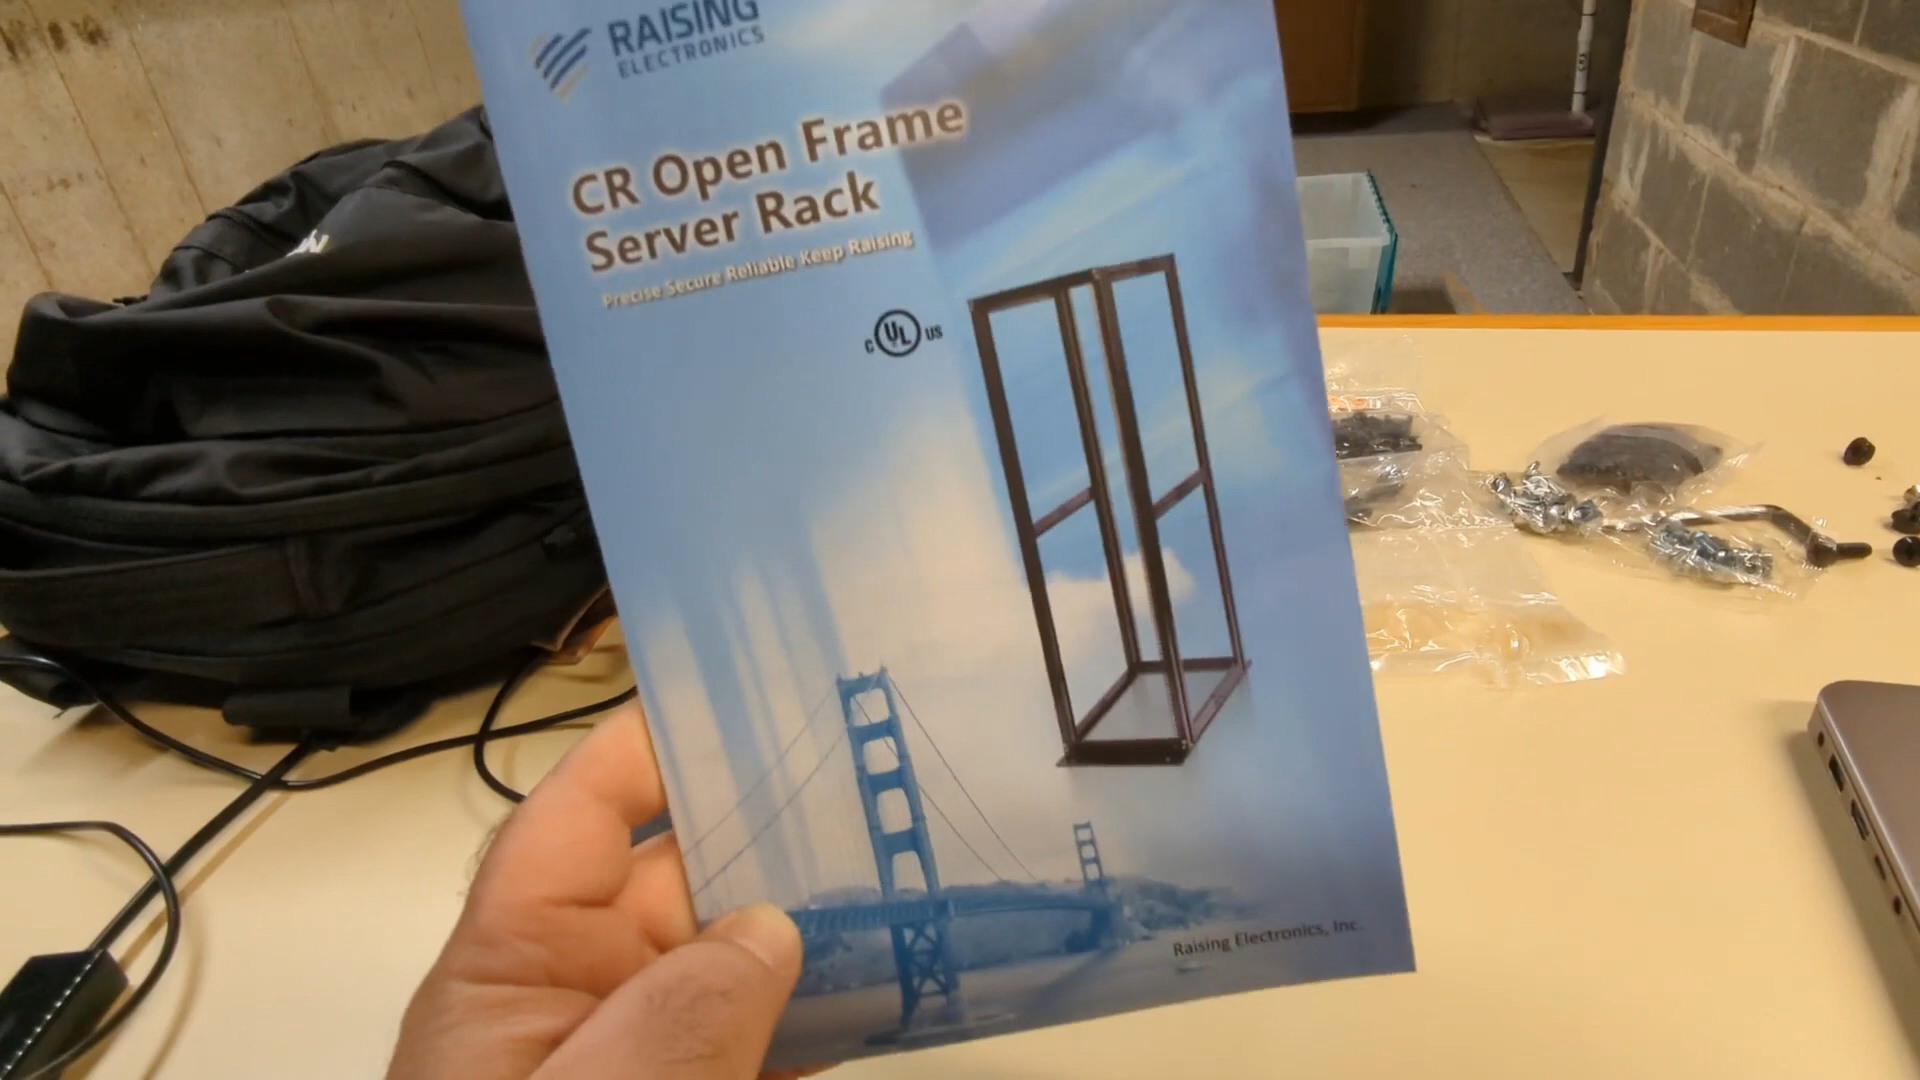 RAISING
ELECTRONICS
CR Open Frame
Server Rack
Precise Secure Reliable Keep Raising
C UL US
Raising Electronics, Inc.